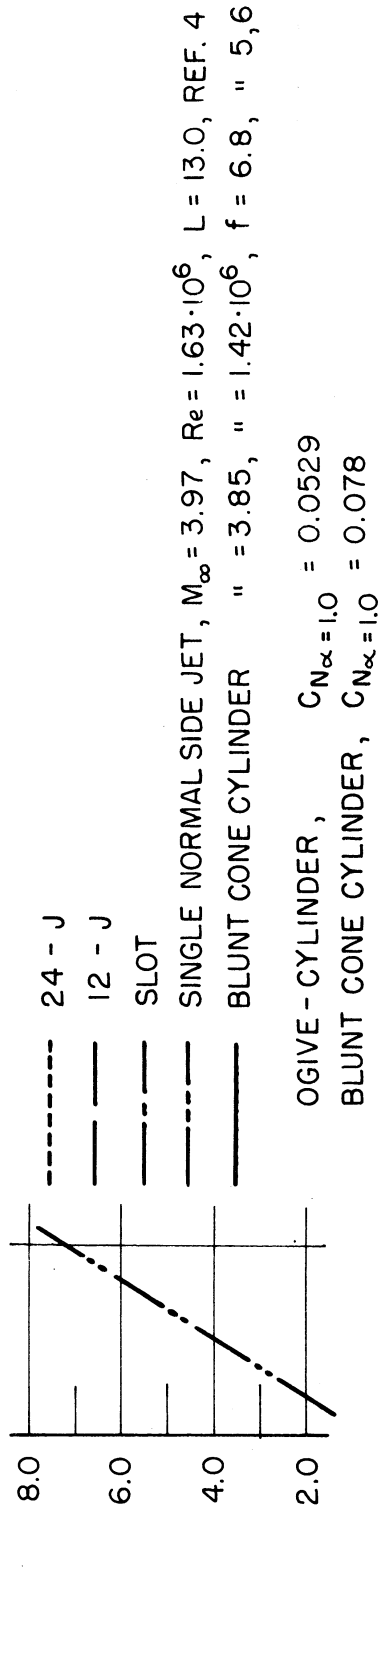 24 - J
12 - J
SLOT
SINGLE NORMAL SIDE JET, M∞ = 3.97, Re = 1.63·10⁶, L = 13.0, REF. 4
BLUNT CONE CYLINDER " = 3.85, " = 1.42·10⁶, f = 6.8, " 5,6
OGIVE-CYLINDER, C_Nα=1.0 = 0.0529
BLUNT CONE CYLINDER, C_Nα=1.0 = 0.078
8.0
6.0
4.0
2.0